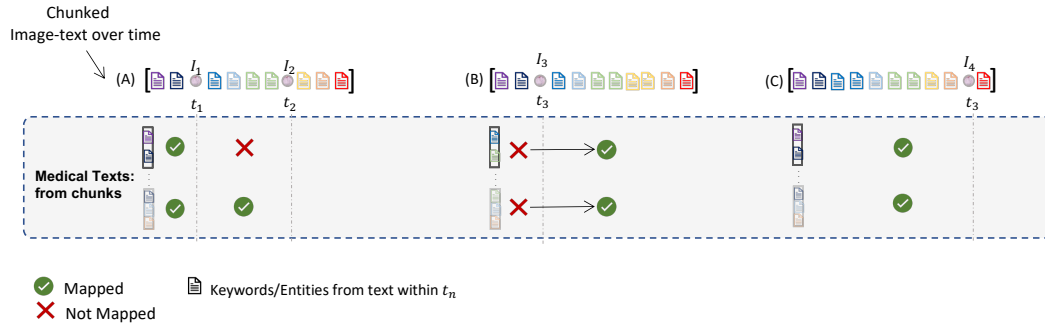 Chunked
Image-text over time
(A) [ I₁ I₂ ]
t₁ t₂
(B) [ I₃ ]
t₃
(C) [ I₄ ]
t₃
Medical Texts:
from chunks
Mapped
Not Mapped
Keywords/Entities from text within tₙ